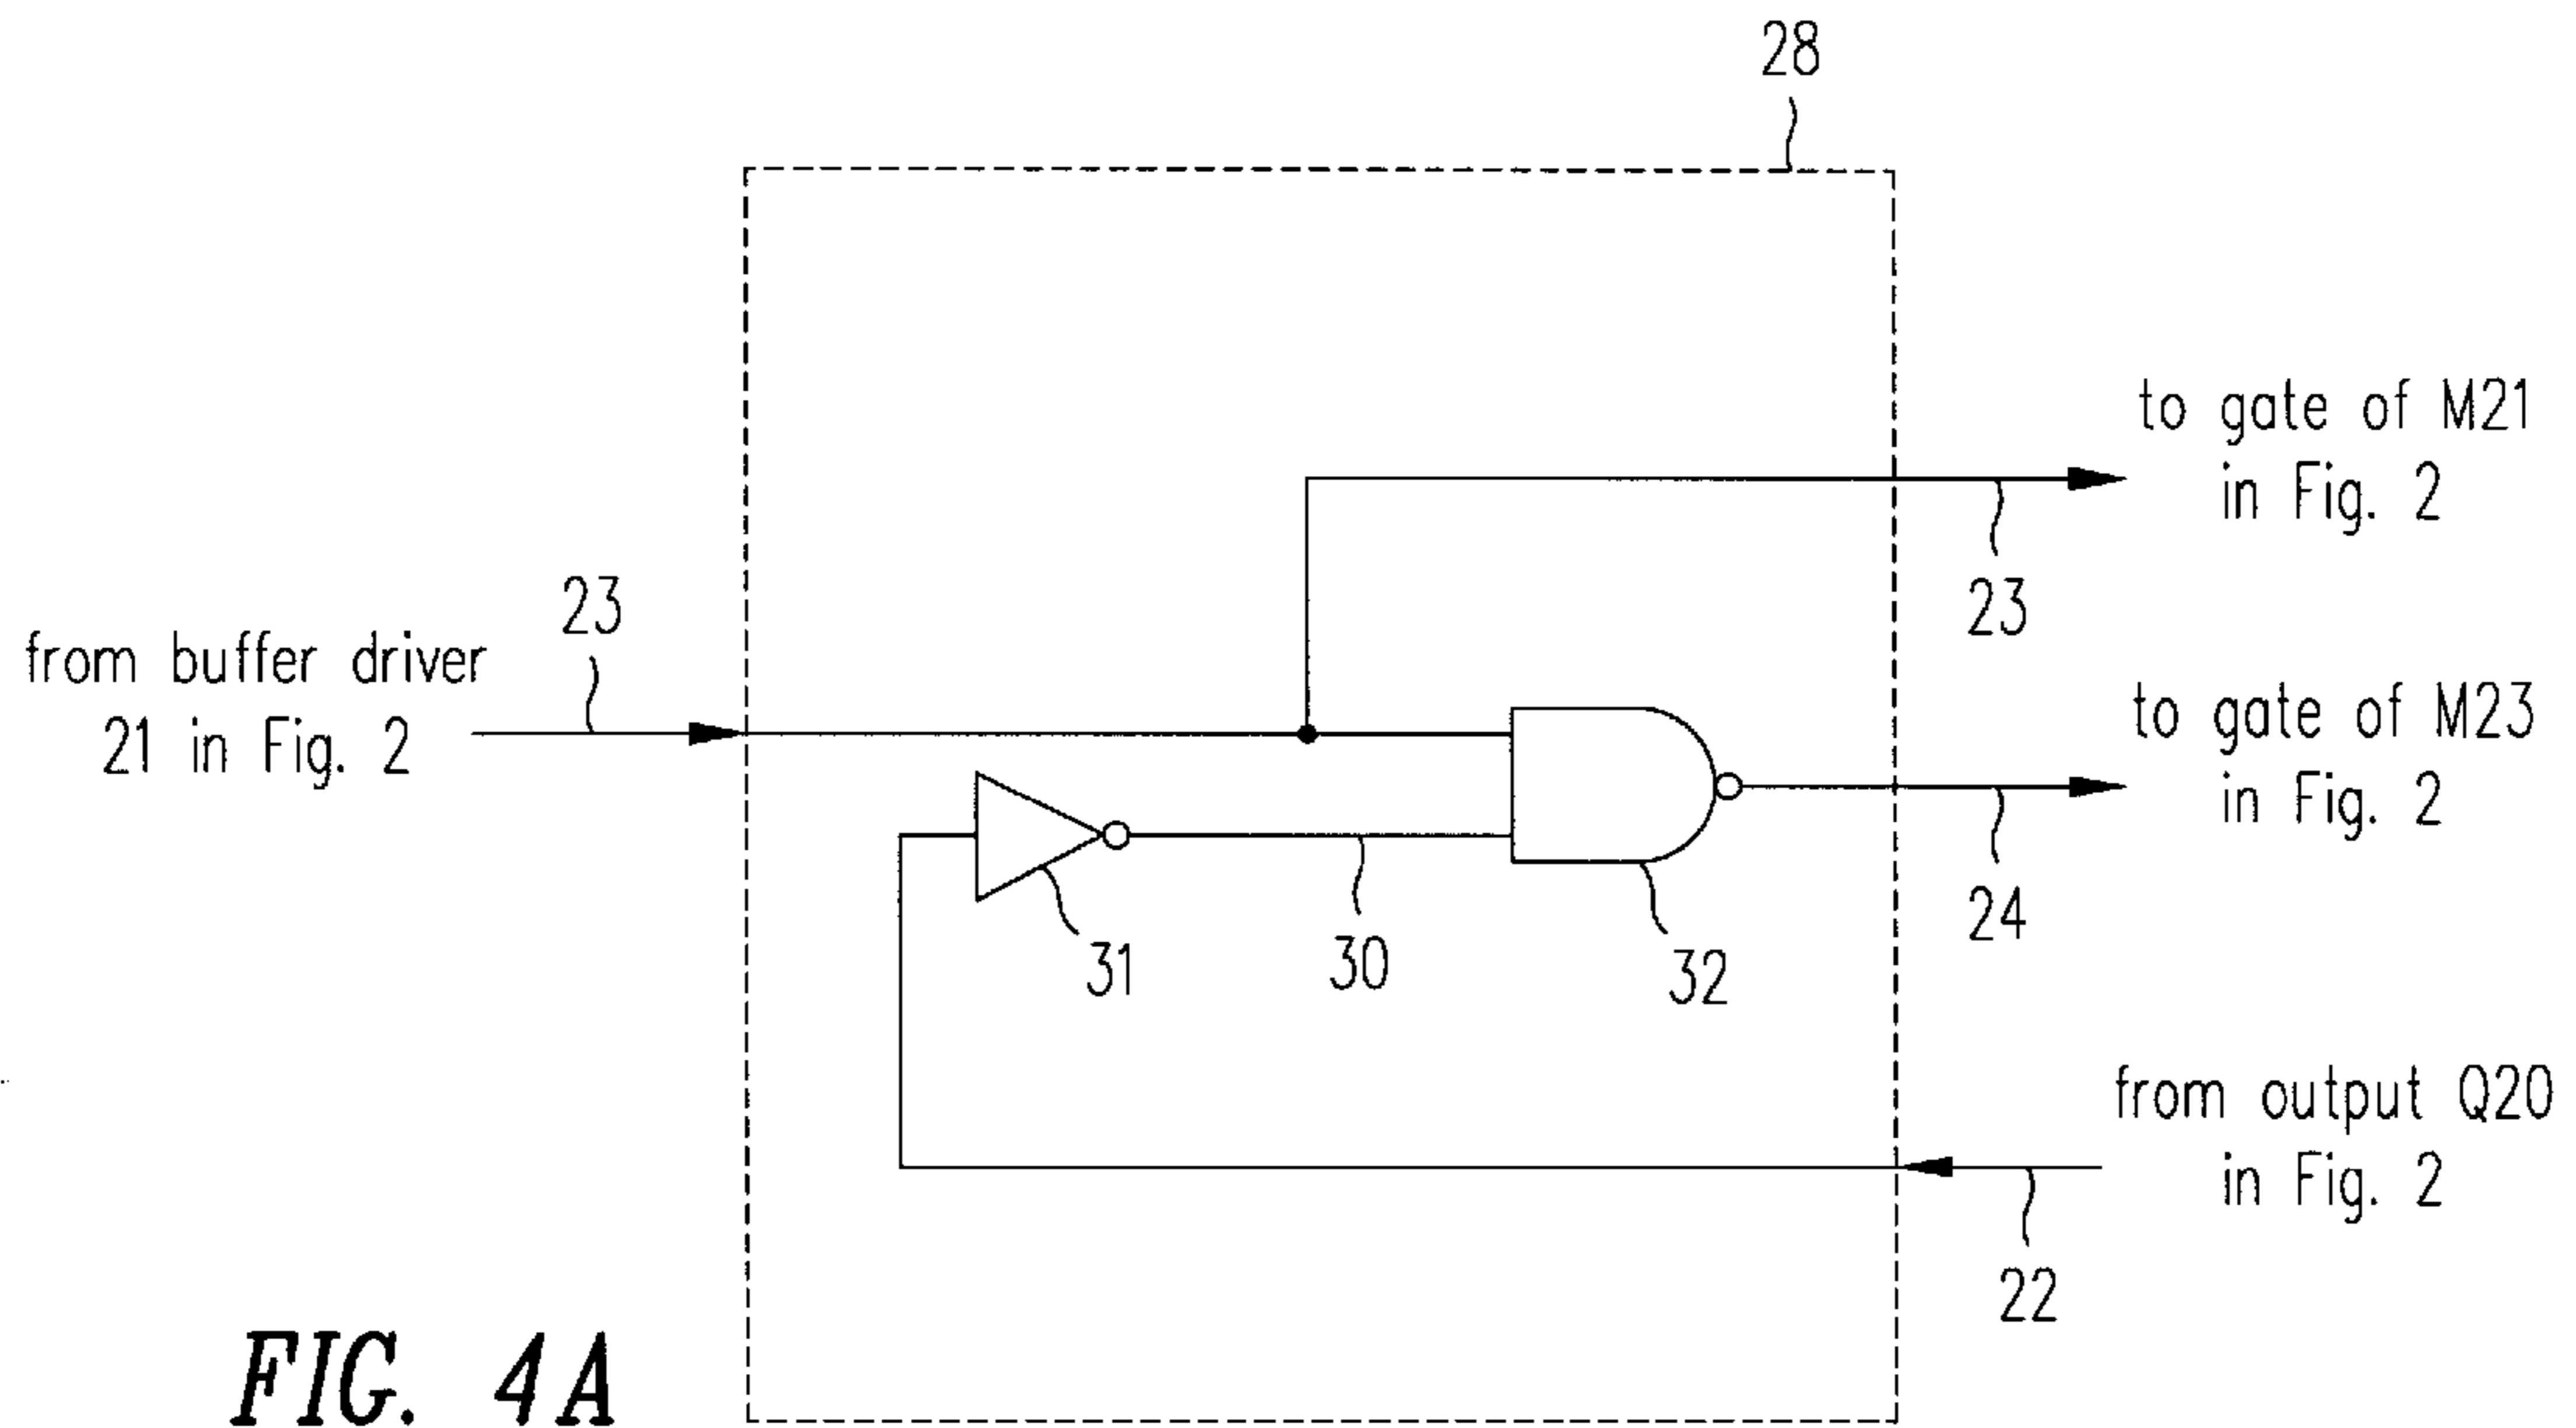 28
to gate of M21
in Fig. 2
23
23
from buffer driver
21 in Fig. 2
to gate of M23
in Fig. 2
24
31
30
32
from output Q20
in Fig. 2
22
FIG. 4A